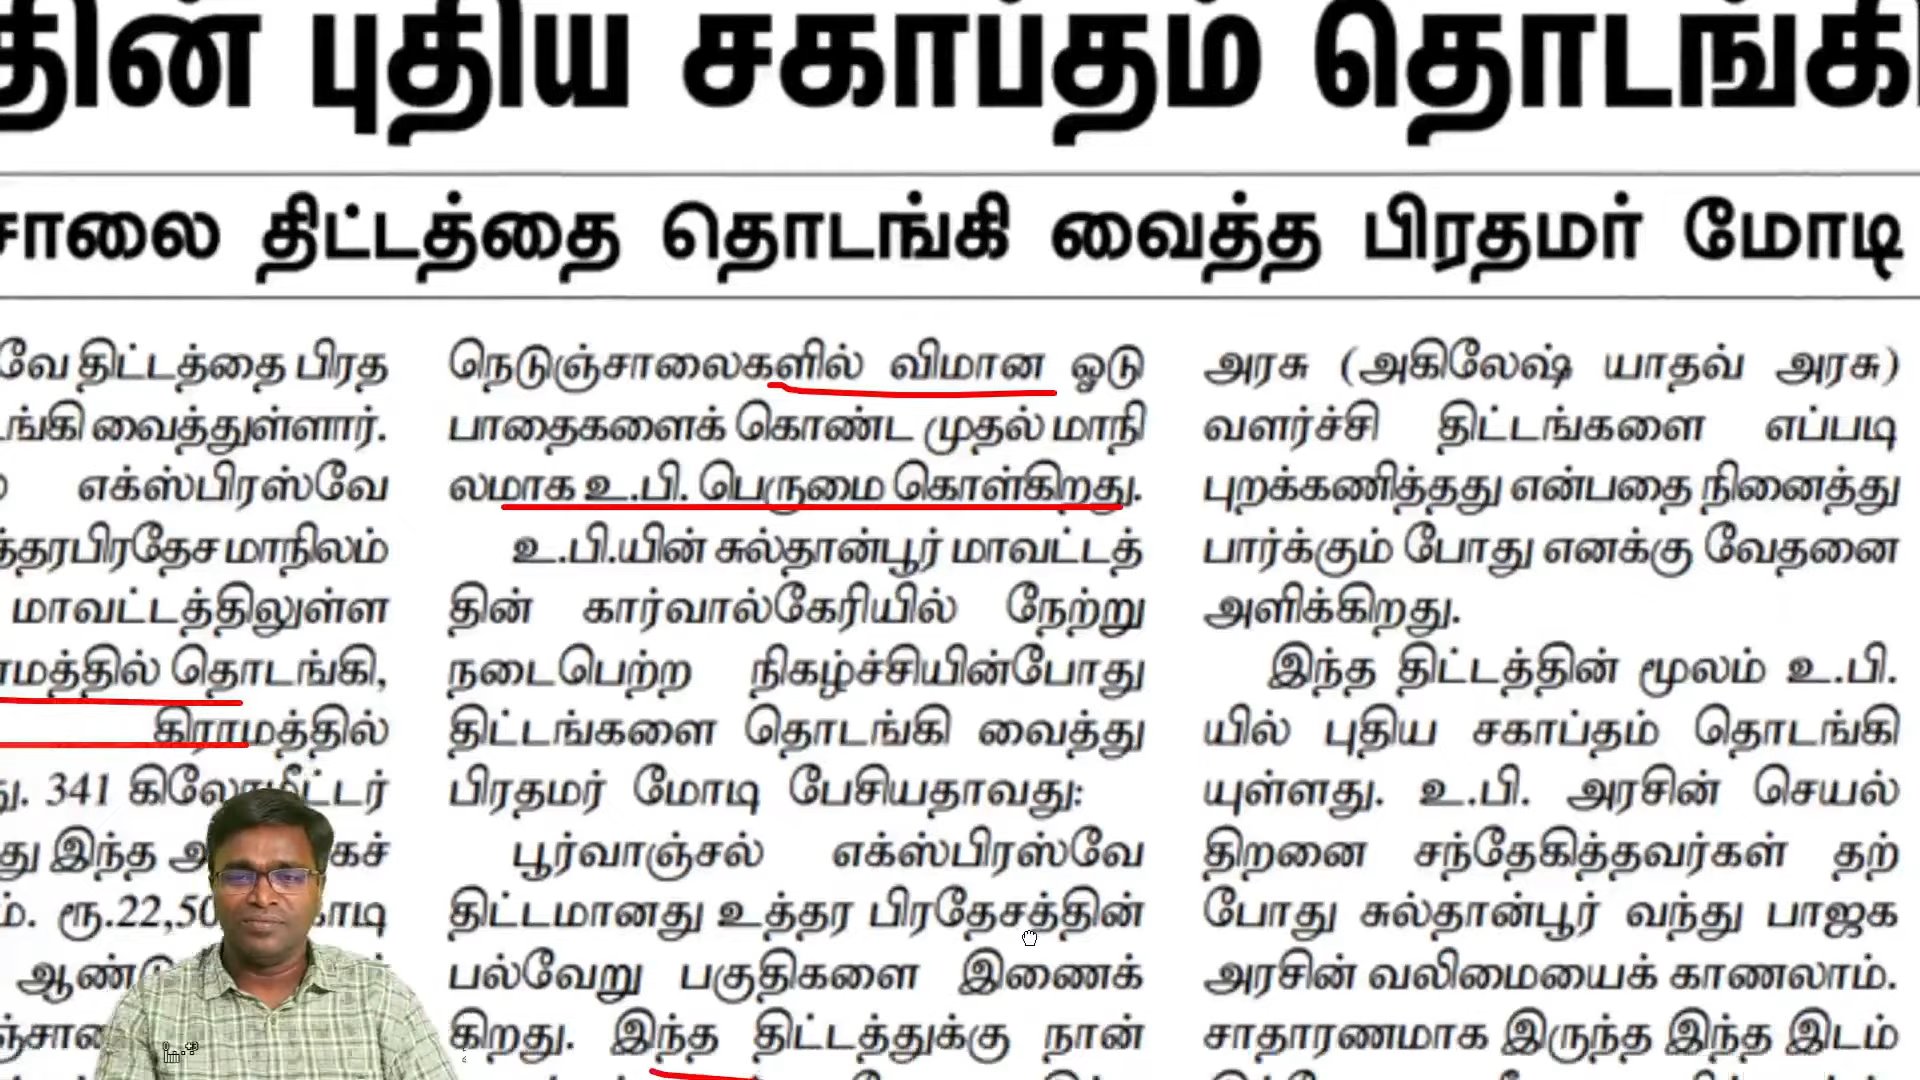 தின் புதிய சகாப்தம் தொடங்கி
சாலை திட்டத்தை தொடங்கி வைத்த பிரதமர் மோடி
வே திட்டத்தை பிரத
ங்கி வைத்துள்ளார்.
எக்ஸ்பிரஸ்வே
த்தரபிரதேச மாநிலம்
மாவட்டத்திலுள்ள
ாமத்தில் தொடங்கி,
கிராமத்தில்
து. 341 கிலோமீட்டர்
து இந்த
ம். ரூ.22,50
நெடுஞ்சாலைகளில் விமான ஓடு
பாதைகளைக் கொண்ட முதல் மாநி
லமாக உ.பி. பெருமை கொள்கிறது.
உ.பி.யின் சுல்தான்பூர் மாவட்டத்
தின் கார்வால்கேரியில் நேற்று
நடைபெற்ற நிகழ்ச்சியின்போது
திட்டங்களை தொடங்கி வைத்து
பிரதமர் மோடி பேசியதாவது:
பூர்வாஞ்சல் எக்ஸ்பிரஸ்வே
திட்டமானது உத்தர பிரதேசத்தின்
பல்வேறு பகுதிகளை இணைக்
கிறது. இந்த திட்டத்துக்கு நான்
அரசு (அகிலேஷ் யாதவ் அரசு)
வளர்ச்சி திட்டங்களை எப்படி
புறக்கணித்தது என்பதை நினைத்து
பார்க்கும் போது எனக்கு வேதனை
அளிக்கிறது.
இந்த திட்டத்தின் மூலம் உ.பி.
யில் புதிய சகாப்தம் தொடங்கி
யுள்ளது. உ.பி. அரசின் செயல்
திறனை சந்தேகித்தவர்கள் தற்
போது சுல்தான்பூர் வந்து பாஜக
அரசின் வலிமையைக் காணலாம்.
சாதாரணமாக இருந்த இந்த இடம்